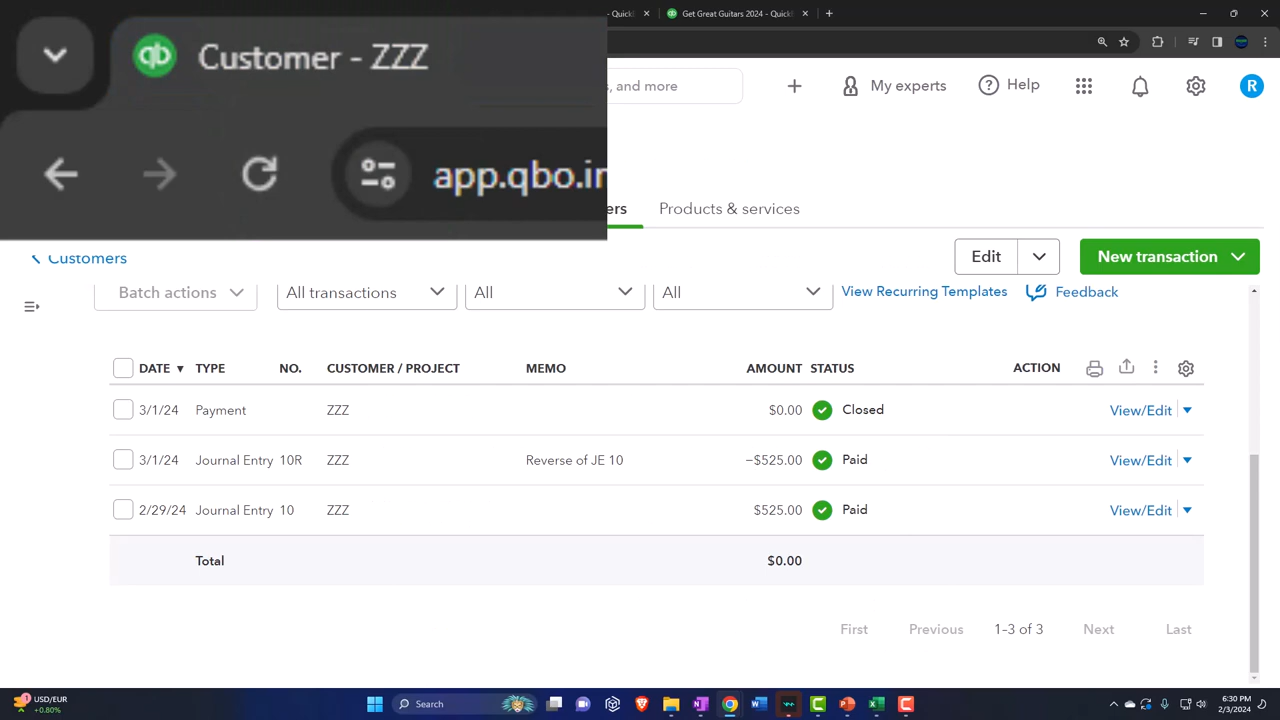 - Quickl
Get Great Guitars 2024 - Quickl
Customer - ZZZ
app.qbo.in
s, and more
My experts
Help
R
ers
Products & services
Customers
Edit
New transaction
Batch actions
All transactions
All
All
View Recurring Templates
Feedback
DATE ▼ TYPE NO. CUSTOMER / PROJECT MEMO AMOUNT STATUS ACTION
3/1/24 Payment ZZZ $0.00 Closed View/Edit
3/1/24 Journal Entry 10R ZZZ Reverse of JE 10 −$525.00 Paid View/Edit
2/29/24 Journal Entry 10 ZZZ $525.00 Paid View/Edit
Total $0.00
First Previous 1–3 of 3 Next Last
USD/EUR
+0.80%
Search
6:30 PM
2/3/2024